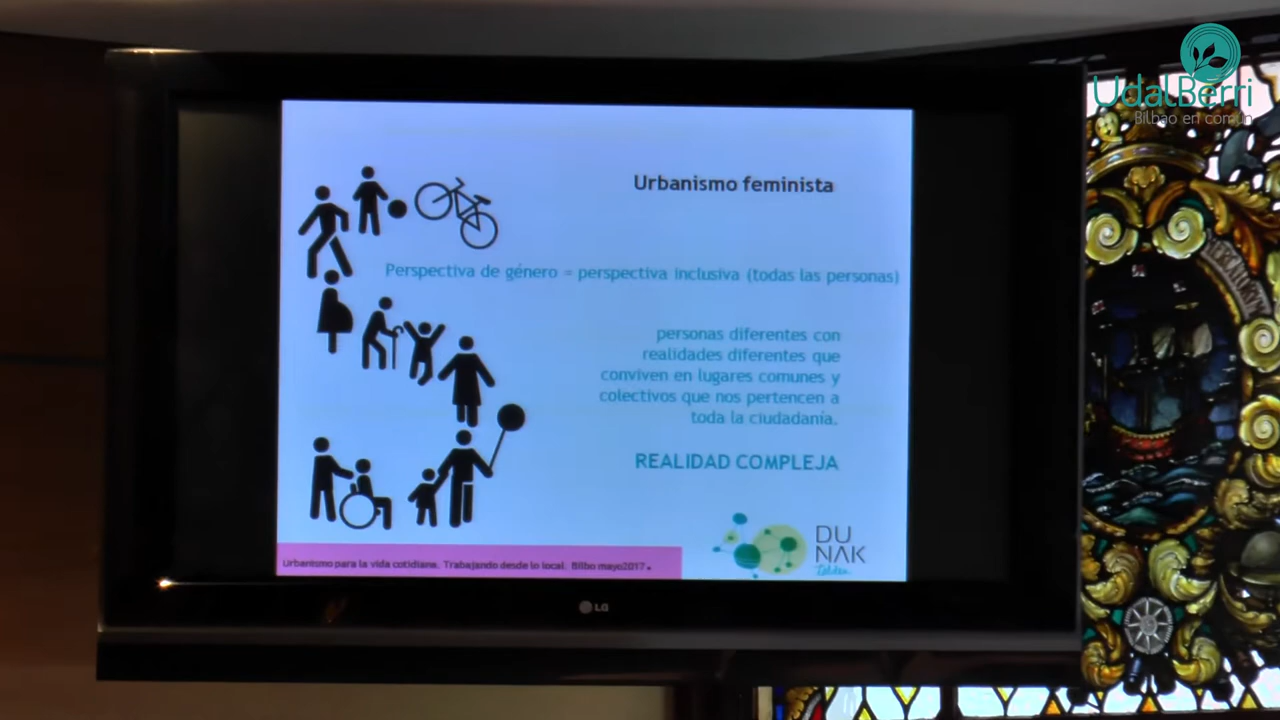 UdalBerri
Bilbao en común
Urbanismo feminista
Perspectiva de género = perspectiva inclusiva (todas las personas)
personas diferentes con
realidades diferentes que
conviven en lugares comunes y
colectivos que nos pertencen a
toda la ciudadanía.
REALIDAD COMPLEJA
DU
NAK
Taldea
Urbanismo para la vida cotidiana. Trabajando desde lo local. Bilbo mayo2017.
LG